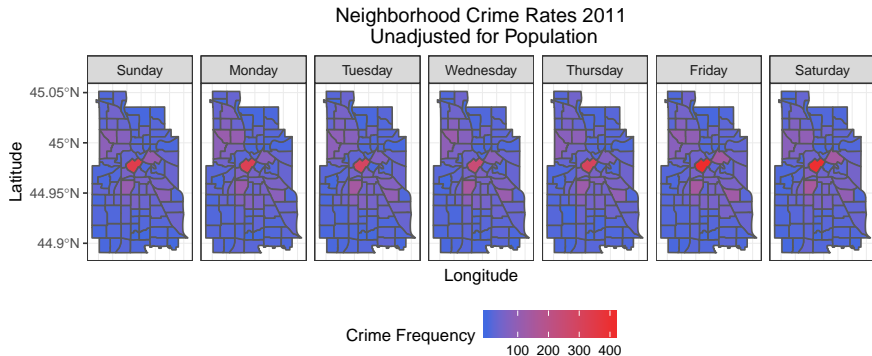 Neighborhood Crime Rates 2011
Unadjusted for Population
Sunday Monday Tuesday Wednesday Thursday Friday Saturday
45.05°N
45°N
44.95°N
44.9°N
Latitude
Longitude
Crime Frequency
100 200 300 400